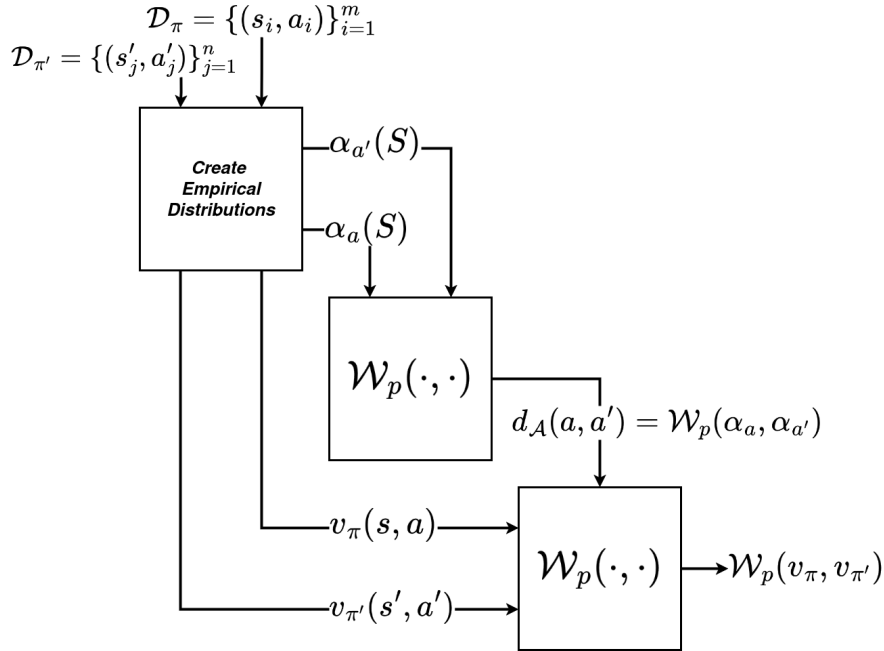 𝒟_π = {(s_i, a_i)}_{i=1}^m
𝒟_{π′} = {(s′_j, a′_j)}_{j=1}^n
Create
Empirical
Distributions
α_{a′}(S)
α_a(S)
𝒲_p(·, ·)
d_𝒜(a, a′) = 𝒲_p(α_a, α_{a′})
v_π(s, a)
𝒲_p(·, ·)
𝒲_p(v_π, v_{π′})
v_{π′}(s′, a′)